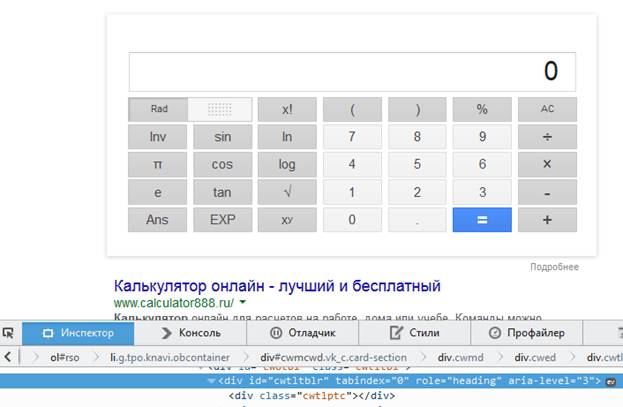 0
Rad x! ( ) % AC
Inv sin ln 7 8 9 ÷
π cos log 4 5 6 ×
e tan √ 1 2 3 -
Ans EXP xy 0 . = +
Подробнее
Калькулятор онлайн - лучший и бесплатный
www.calculator888.ru/
Калькулятор онлайн для расчетов на работе, дома или учебе. Команды можно
Инспектор Консоль Отладчик Стили Профайлер
ol#rso li.g.tpo.knavi.obcontainer div#cwmcwd.vk_c.card-section div.cwmd div.cwed div.cwtl
<div id="cwtltblr" tabindex="0" role="heading" aria-level="3"> ev
<div class="cwtlptc"></div>